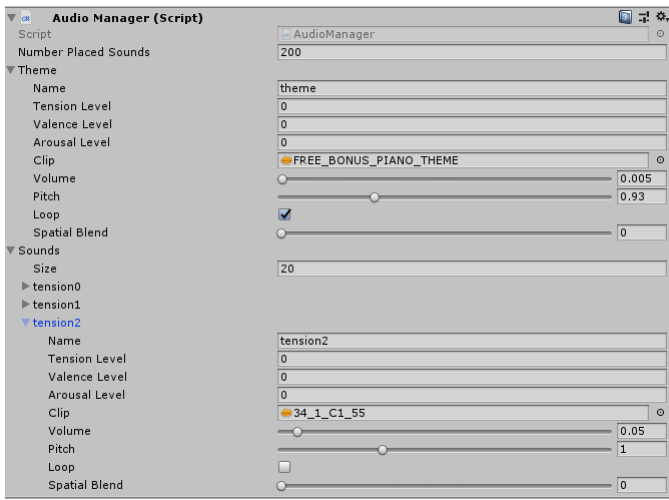 Audio Manager (Script)
Script AudioManager
Number Placed Sounds 200
Theme
Name theme
Tension Level 0
Valence Level 0
Arousal Level 0
Clip FREE_BONUS_PIANO_THEME
Volume 0.005
Pitch 0.93
Loop
Spatial Blend 0
Sounds
Size 20
tension0
tension1
tension2
Name tension2
Tension Level 0
Valence Level 0
Arousal Level 0
Clip 34_1_C1_55
Volume 0.05
Pitch 1
Loop
Spatial Blend 0